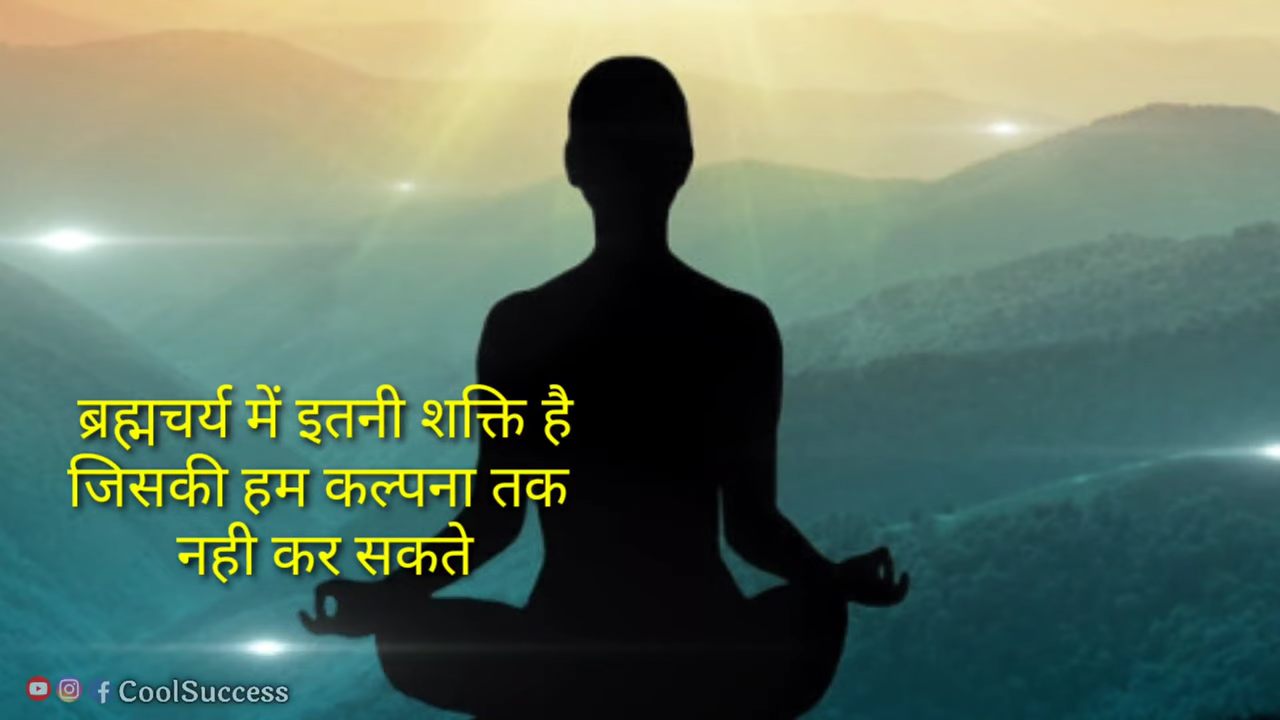 ब्रह्मचर्य में इतनी शक्ति है
जिसकी हम कल्पना तक
नही कर सकते
CoolSuccess